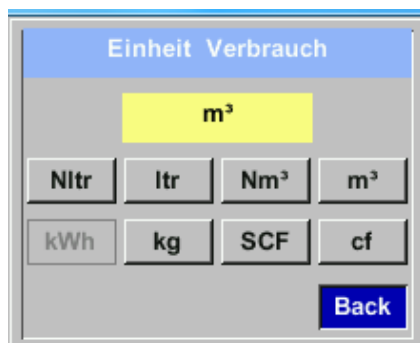 Einheit Verbrauch
m³
Nltr ltr Nm³ m³
kWh kg SCF cf
Back